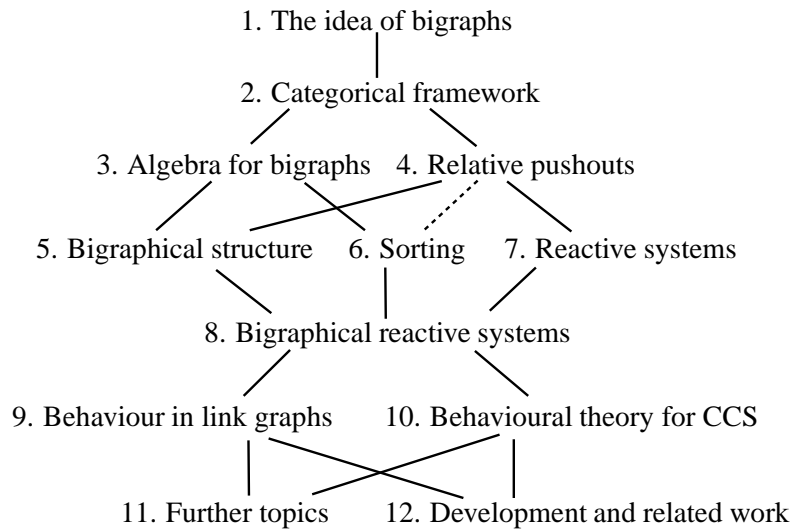 1. The idea of bigraphs
2. Categorical framework
3. Algebra for bigraphs 4. Relative pushouts
5. Bigraphical structure 6. Sorting 7. Reactive systems
8. Bigraphical reactive systems
9. Behaviour in link graphs 10. Behavioural theory for CCS
11. Further topics 12. Development and related work